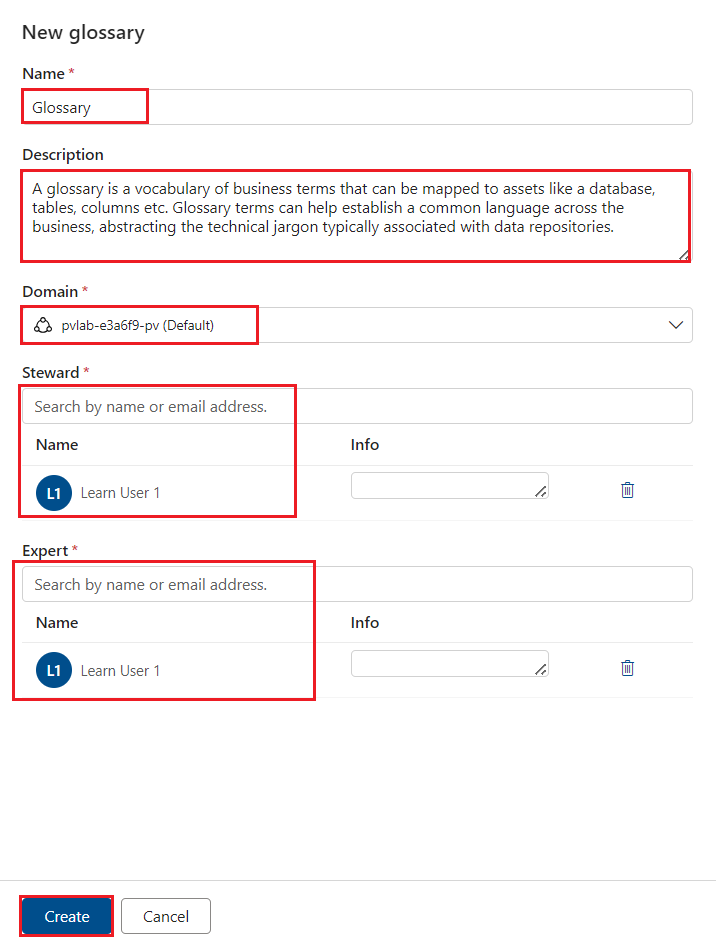 New glossary
Name *
Glossary
Description
A glossary is a vocabulary of business terms that can be mapped to assets like a database,
tables, columns etc. Glossary terms can help establish a common language across the
business, abstracting the technical jargon typically associated with data repositories.
Domain *
pvlab-e3a6f9-pv (Default)
Steward *
Search by name or email address.
Name Info
L1 Learn User 1
Expert *
Search by name or email address.
Name Info
L1 Learn User 1
Create Cancel